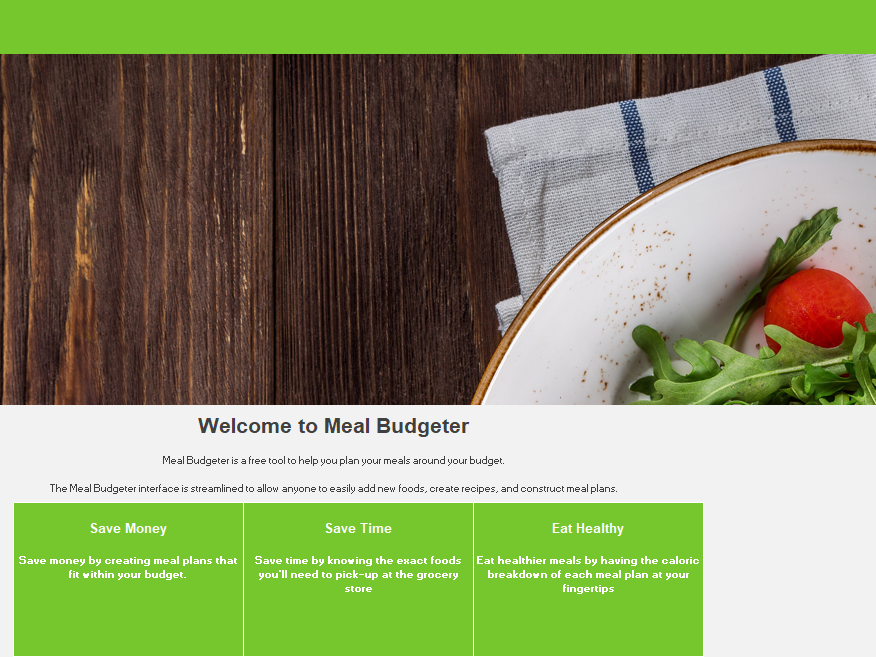 Welcome to Meal Budgeter
Meal Budgeter is a free tool to help you plan your meals around your budget.
The Meal Budgeter interface is streamlined to allow anyone to easily add new foods, create recipes, and construct meal plans.
Save Money
Save money by creating meal plans that
fit within your budget.
Save Time
Save time by knowing the exact foods
you'll need to pick-up at the grocery
store
Eat Healthy
Eat healthier meals by having the caloric
breakdown of each meal plan at your
fingertips